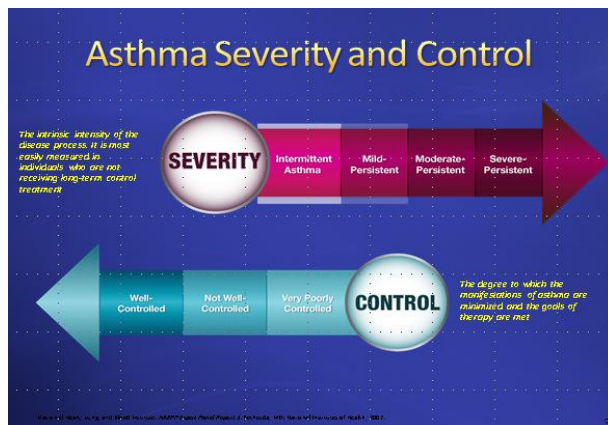 Asthma Severity and Control
The intrinsic intensity of the
disease process. It is most
easily measured in
individuals who are not
receiving long-term control
treatment
SEVERITY
Intermittent
Asthma
Mild-
Persistent
Moderate-
Persistent
Severe-
Persistent
Well-
Controlled
Not Well-
Controlled
Very Poorly
Controlled
CONTROL
The degree to which the
manifestations of asthma are
minimized and the goals of
therapy are met